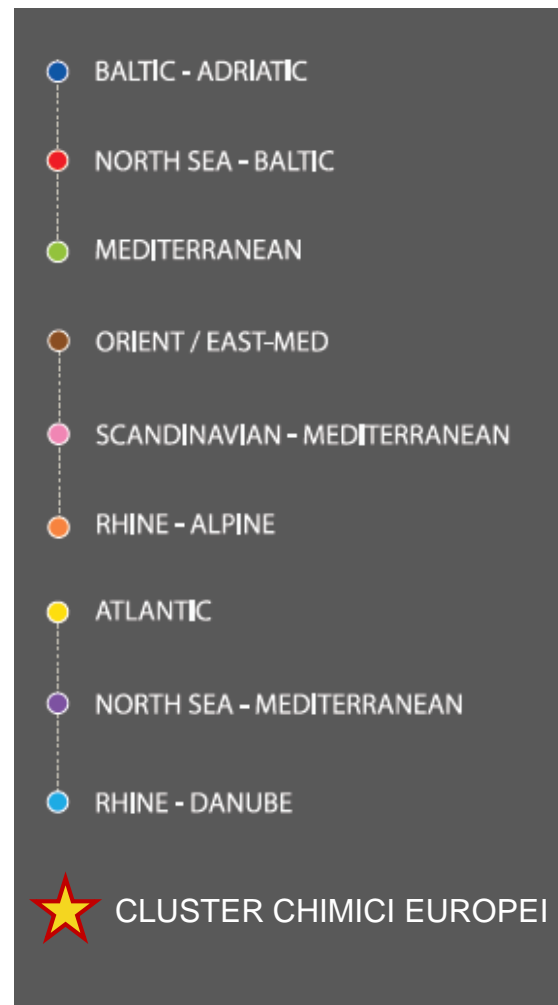 BALTIC - ADRIATIC
NORTH SEA - BALTIC
MEDITERRANEAN
ORIENT / EAST-MED
SCANDINAVIAN - MEDITERRANEAN
RHINE - ALPINE
ATLANTIC
NORTH SEA - MEDITERRANEAN
RHINE - DANUBE
CLUSTER CHIMICI EUROPEI